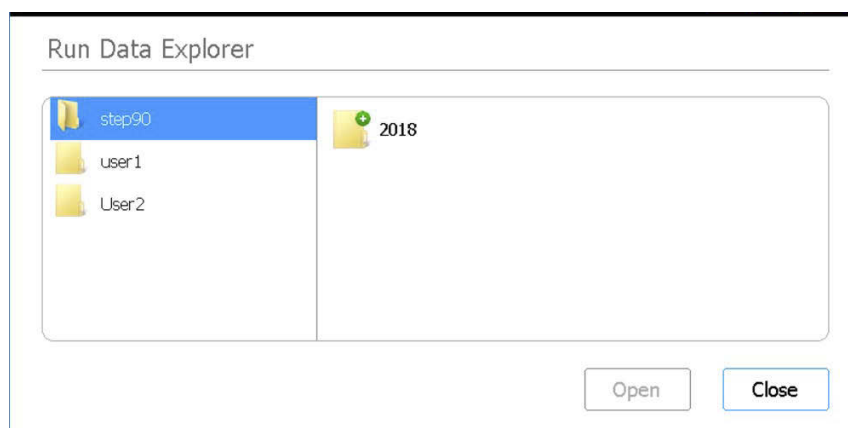 Run Data Explorer
step90
2018
user1
User2
Open
Close